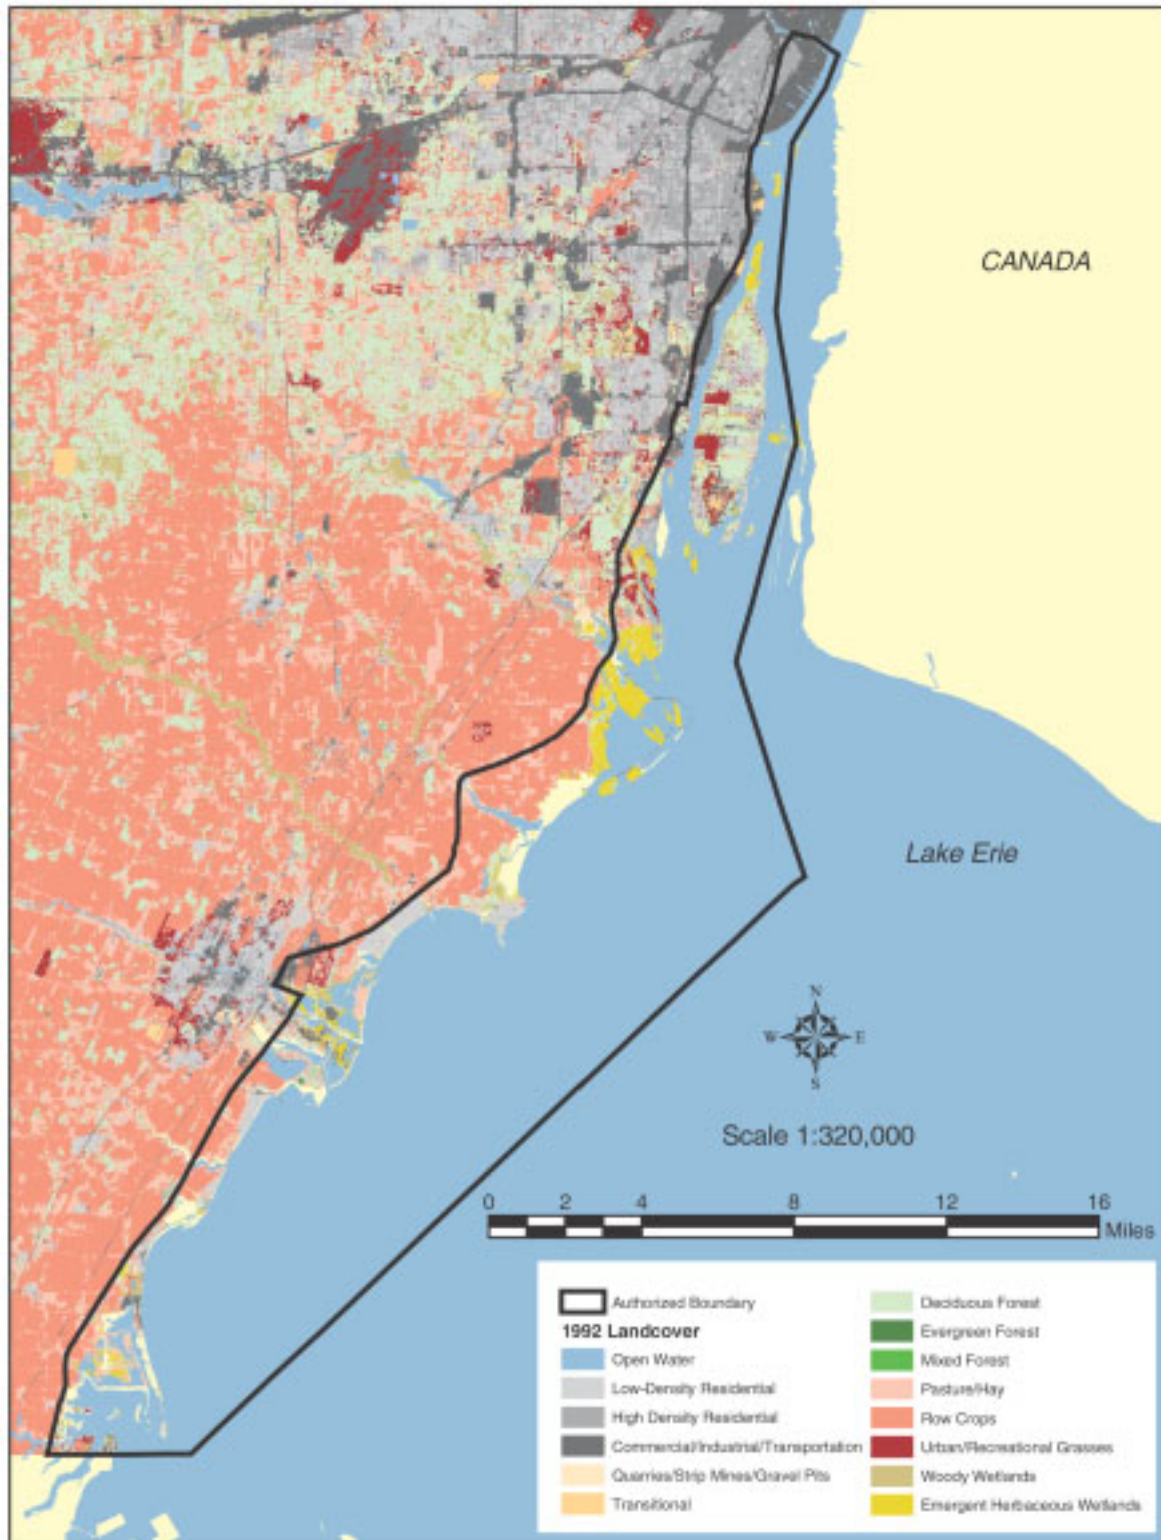 CANADA
Lake Erie
N
W E
S
Scale 1:320,000
0 2 4 8 12 16
Miles
Authorized Boundary
1992 Landcover
Open Water
Low-Density Residential
High Density Residential
Commercial/Industrial/Transportation
Quarries/Strip Mines/Gravel Pits
Transitional
Deciduous Forest
Evergreen Forest
Mixed Forest
Pasture/Hay
Row Crops
Urban/Recreational Grasses
Woody Wetlands
Emergent Herbaceous Wetlands